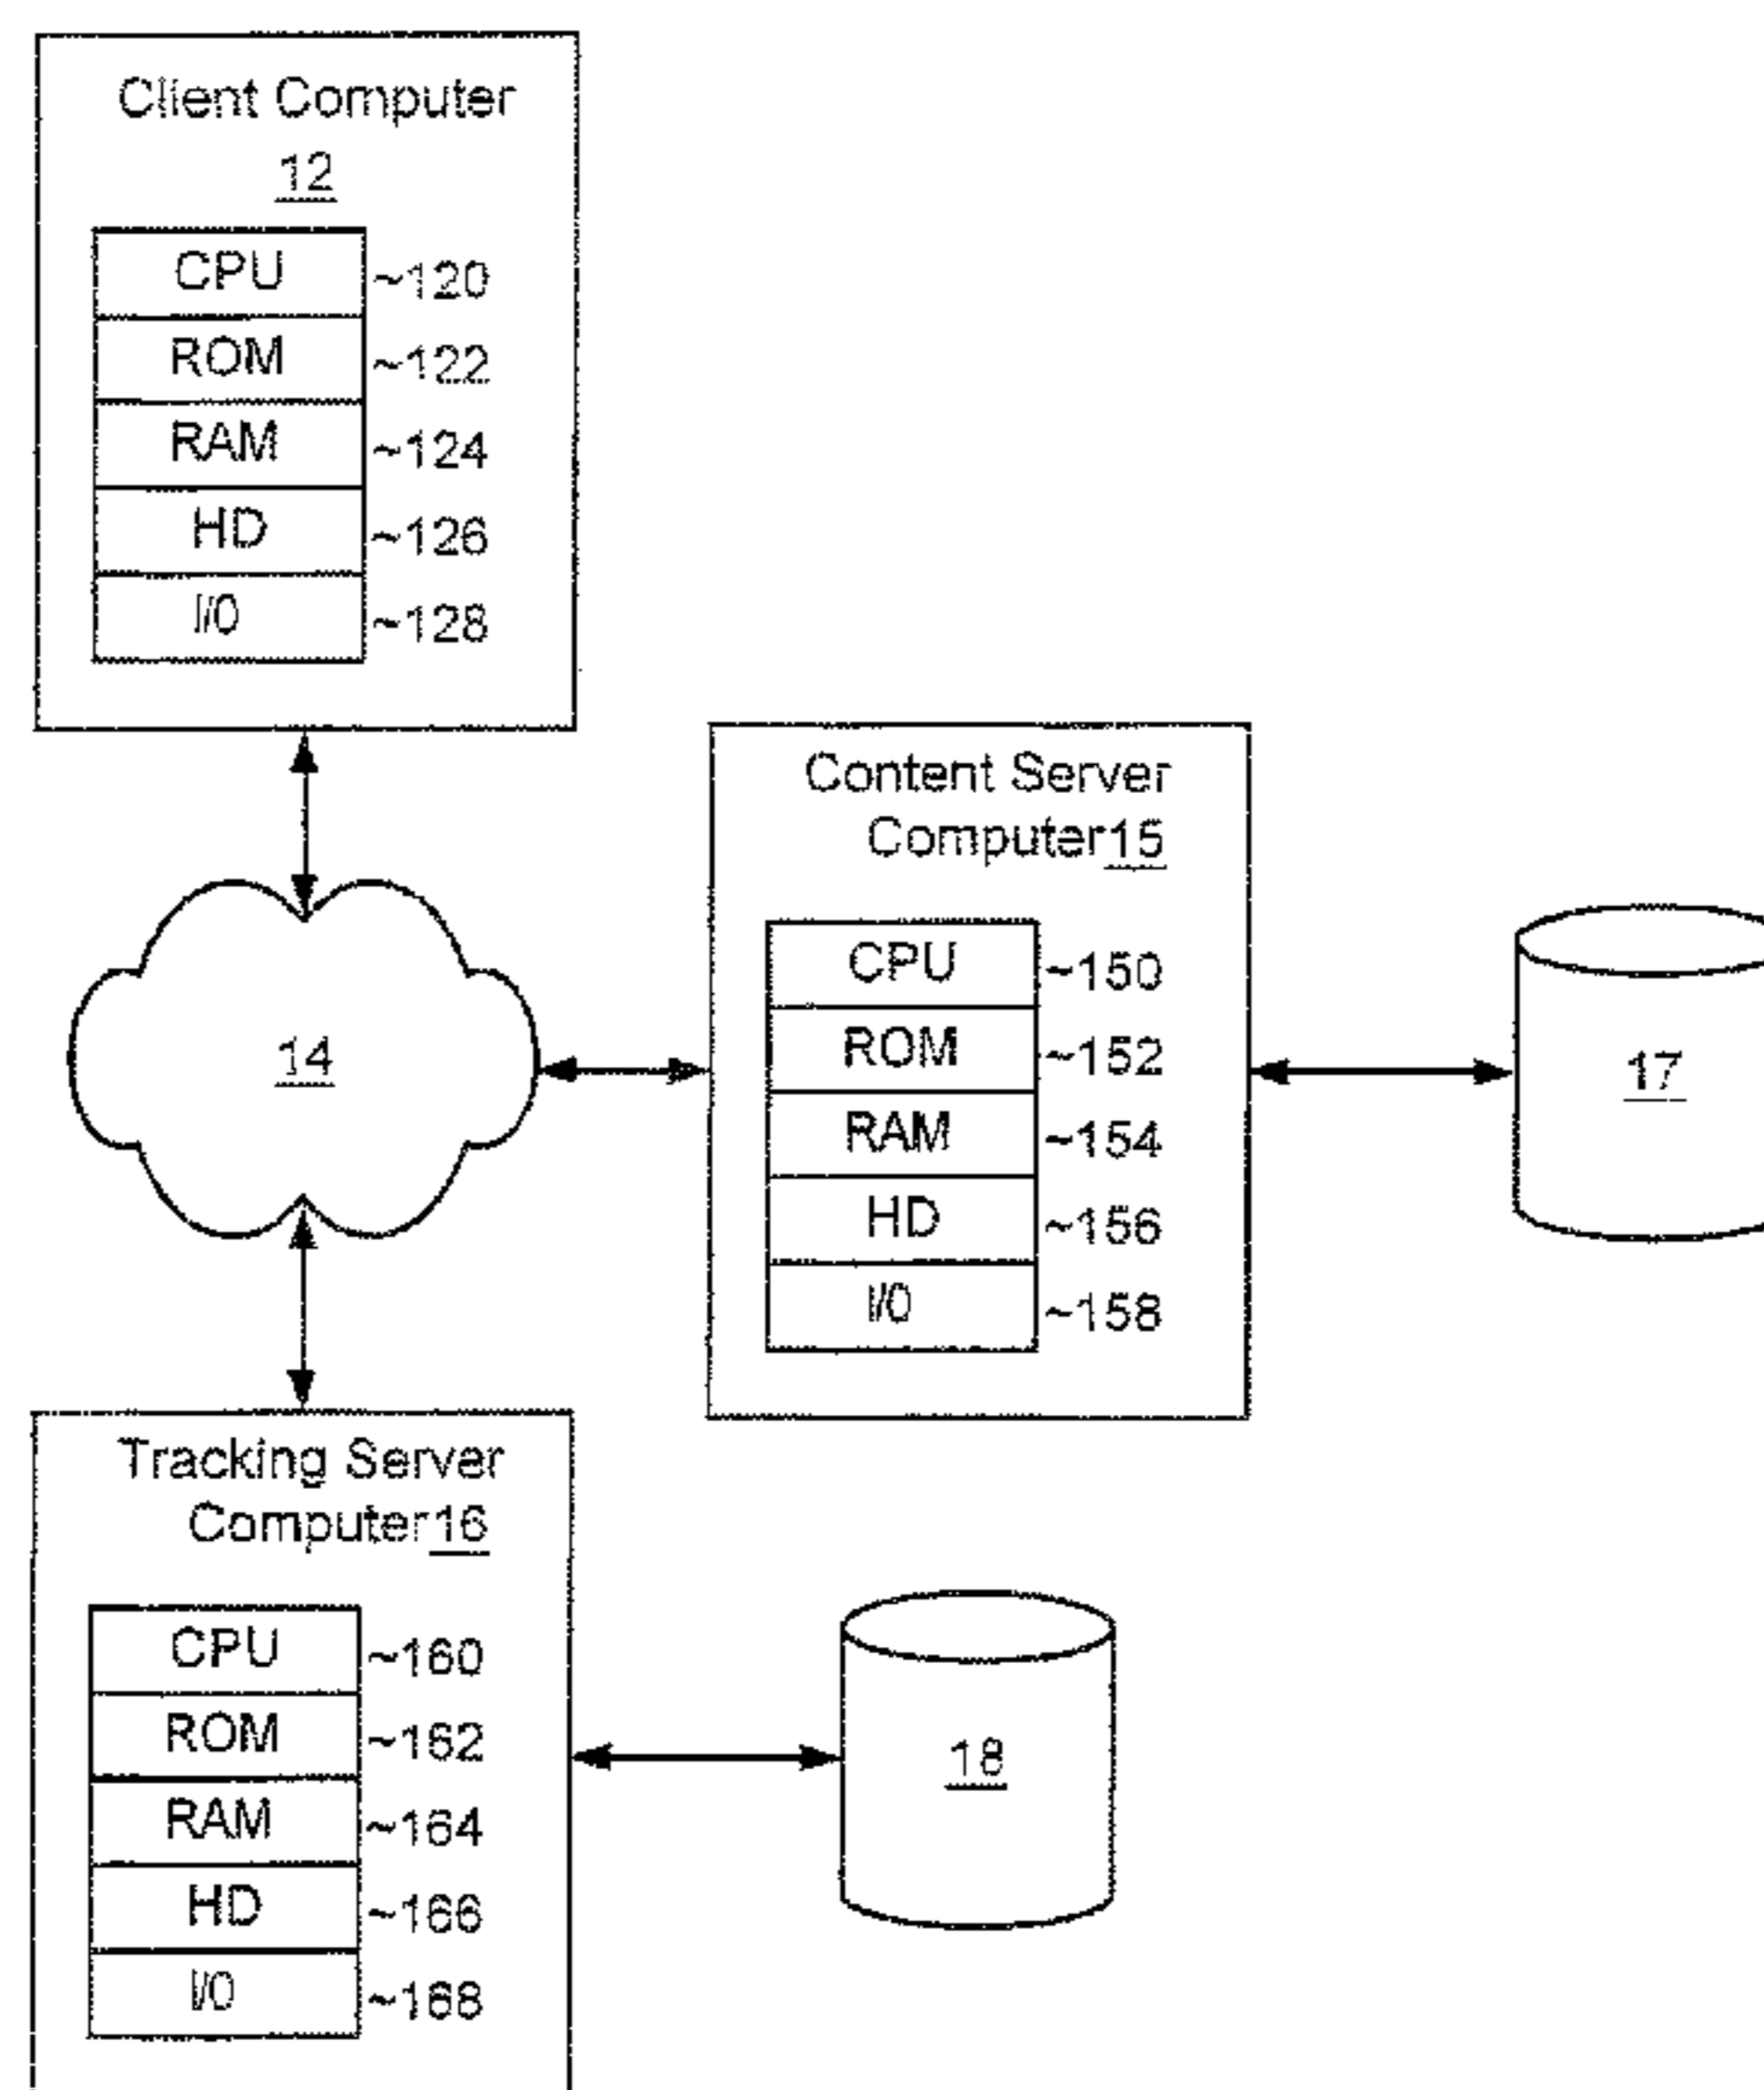 Client Computer
12
CPU ~120
ROM ~122
RAM ~124
HD ~126
I/0 ~128
Content Server
Computer15
CPU ~150
ROM ~152
RAM ~154
HD ~156
I/0 ~158
14
17
Tracking Server
Computer16
CPU ~160
ROM ~162
RAM ~164
HD ~166
I/0 ~168
18